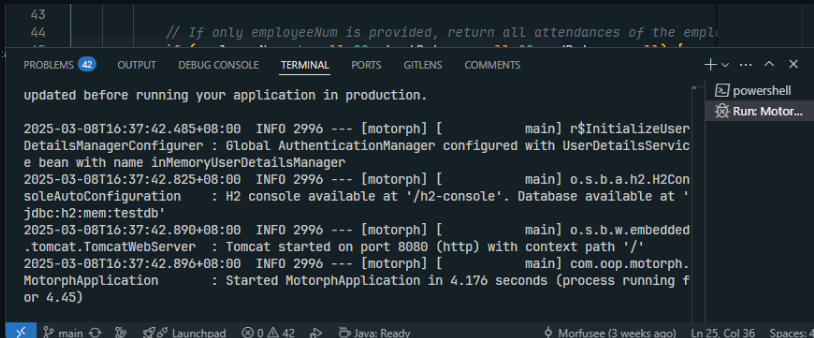 43
44 // If only employeeNum is provided, return all attendances of the emplo
PROBLEMS 42 OUTPUT DEBUG CONSOLE TERMINAL PORTS GITLENS COMMENTS
powershell
Run: Motor...
updated before running your application in production.
2025-03-08T16:37:42.485+08:00  INFO 2996 --- [motorph] [           main] r$InitializeUser
DetailsManagerConfigurer : Global AuthenticationManager configured with UserDetailsServic
e bean with name inMemoryUserDetailsManager
2025-03-08T16:37:42.825+08:00  INFO 2996 --- [motorph] [           main] o.s.b.a.h2.H2Con
soleAutoConfiguration    : H2 console available at '/h2-console'. Database available at '
jdbc:h2:mem:testdb'
2025-03-08T16:37:42.890+08:00  INFO 2996 --- [motorph] [           main] o.s.b.w.embedded
.tomcat.TomcatWebServer  : Tomcat started on port 8080 (http) with context path '/'
2025-03-08T16:37:42.896+08:00  INFO 2996 --- [motorph] [           main] com.oop.motorph.
MotorphApplication       : Started MotorphApplication in 4.176 seconds (process running f
or 4.45)
main Launchpad 0 42 Java: Ready Morfusee (3 weeks ago) Ln 25, Col 36 Spaces: 4